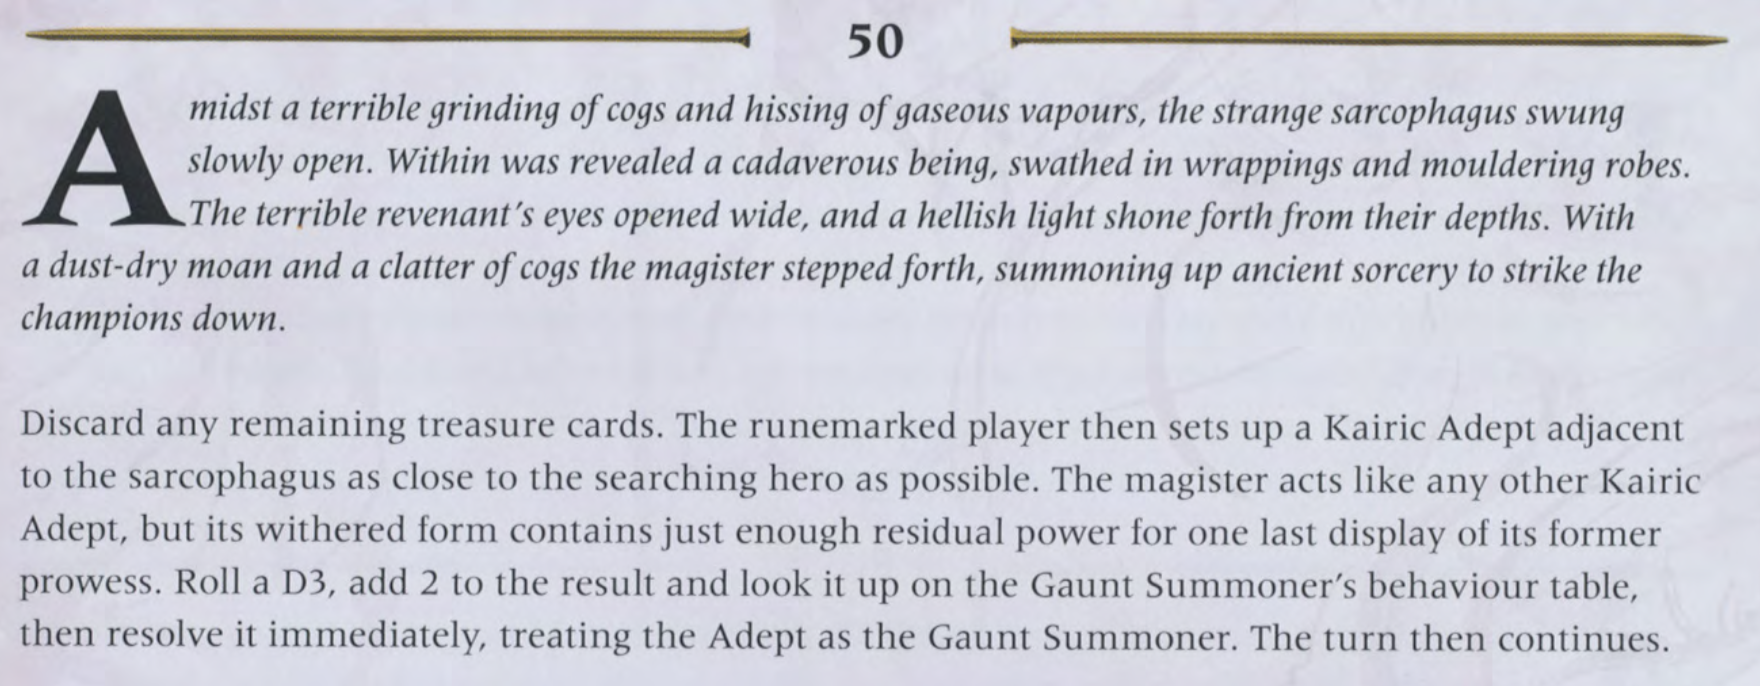 50
Amidst a terrible grinding of cogs and hissing of gaseous vapours, the strange sarcophagus swung
slowly open. Within was revealed a cadaverous being, swathed in wrappings and mouldering robes.
The terrible revenant's eyes opened wide, and a hellish light shone forth from their depths. With
a dust-dry moan and a clatter of cogs the magister stepped forth, summoning up ancient sorcery to strike the
champions down.
Discard any remaining treasure cards. The runemarked player then sets up a Kairic Adept adjacent
to the sarcophagus as close to the searching hero as possible. The magister acts like any other Kairic
Adept, but its withered form contains just enough residual power for one last display of its former
prowess. Roll a D3, add 2 to the result and look it up on the Gaunt Summoner's behaviour table,
then resolve it immediately, treating the Adept as the Gaunt Summoner. The turn then continues.